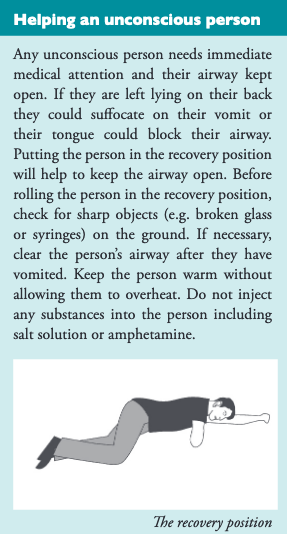 Helping an unconscious person
Any unconscious person needs immediate
medical attention and their airway kept
open. If they are left lying on their back
they could suffocate on their vomit or
their tongue could block their airway.
Putting the person in the recovery position
will help to keep the airway open. Before
rolling the person in the recovery position,
check for sharp objects (e.g. broken glass
or syringes) on the ground. If necessary,
clear the person’s airway after they have
vomited. Keep the person warm without
allowing them to overheat. Do not inject
any substances into the person including
salt solution or amphetamine.
The recovery position